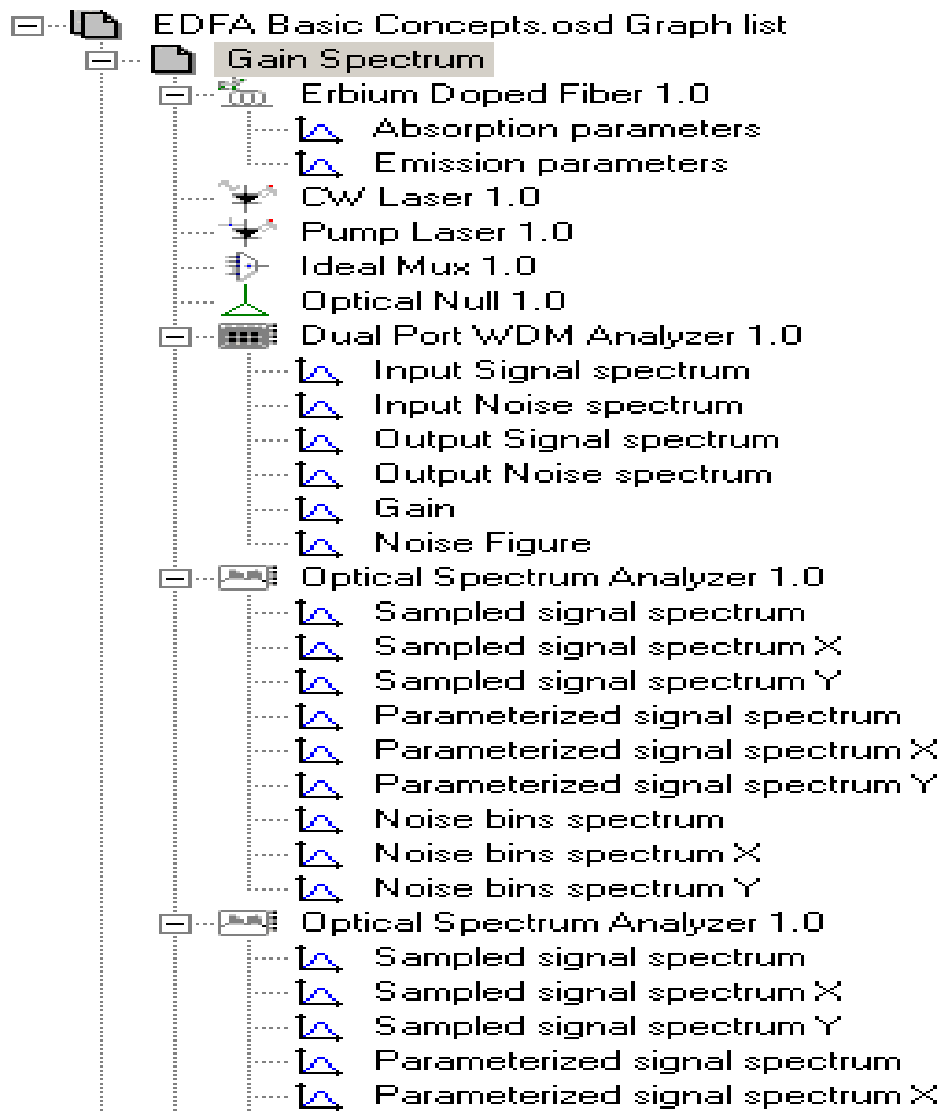 EDFA Basic Concepts.osd Graph list
Gain Spectrum
Erbium Doped Fiber 1.0
Absorption parameters
Emission parameters
CW Laser 1.0
Pump Laser 1.0
Ideal Mux 1.0
Optical Null 1.0
Dual Port WDM Analyzer 1.0
Input Signal spectrum
Input Noise spectrum
Output Signal spectrum
Output Noise spectrum
Gain
Noise Figure
Optical Spectrum Analyzer 1.0
Sampled signal spectrum
Sampled signal spectrum X
Sampled signal spectrum Y
Parameterized signal spectrum
Parameterized signal spectrum X
Parameterized signal spectrum Y
Noise bins spectrum
Noise bins spectrum X
Noise bins spectrum Y
Optical Spectrum Analyzer 1.0
Sampled signal spectrum
Sampled signal spectrum X
Sampled signal spectrum Y
Parameterized signal spectrum
Parameterized signal spectrum X